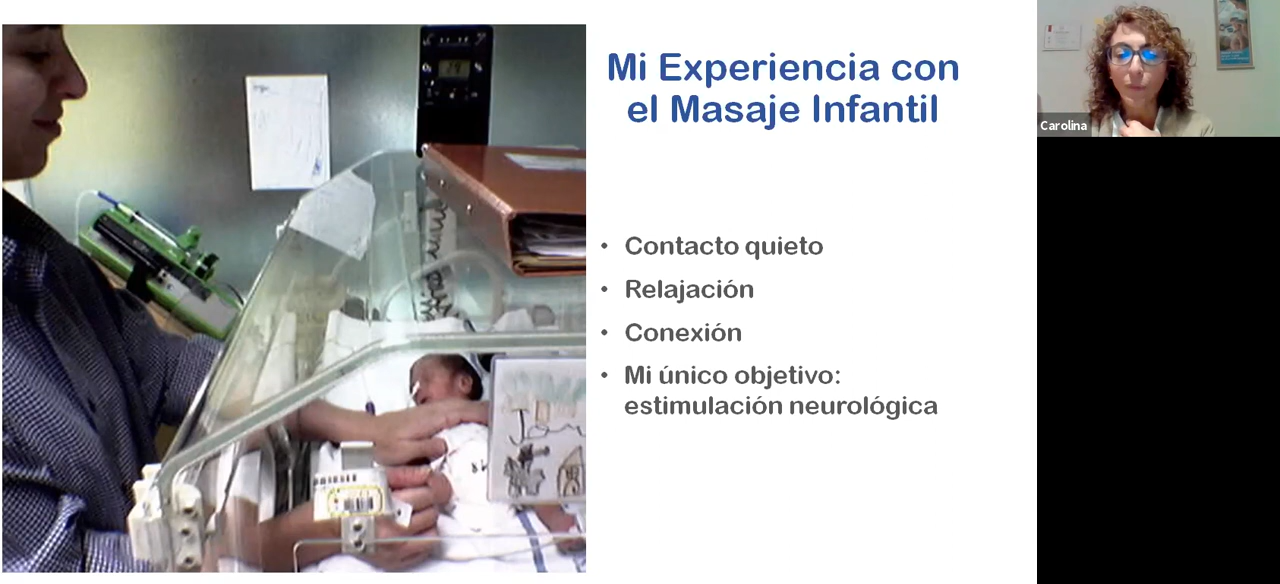 Mi Experiencia con
el Masaje Infantil
• Contacto quieto
• Relajación
• Conexión
• Mi único objetivo:
estimulación neurológica
Carolina